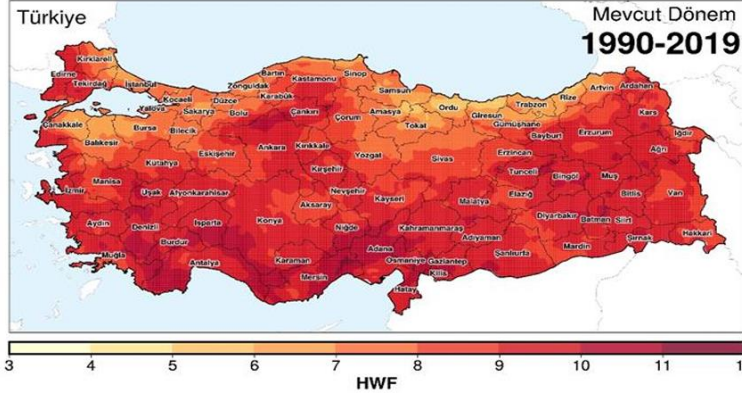 Türkiye
Mevcut Dönem
1990-2019
Kırklareli
Edirne
Tekirdağ
İstanbul
Kocaeli
Yalova
Sakarya
Düzce
Zonguldak
Bartın
Karabük
Bolu
Kastamonu
Sinop
Samsun
Çankırı
Çorum
Amasya
Tokat
Ordu
Giresun
Trabzon
Rize
Artvin
Ardahan
Kars
Gümüşhane
Bayburt
Erzurum
Iğdır
Ağrı
Çanakkale
Balıkesir
Bursa
Bilecik
Kütahya
Eskişehir
Ankara
Kırıkkale
Yozgat
Sivas
Erzincan
Tunceli
Bingöl
Muş
Bitlis
Van
İzmir
Manisa
Uşak
Afyonkarahisar
Kırşehir
Nevşehir
Aksaray
Kayseri
Malatya
Elazığ
Diyarbakır
Batman
Siirt
Aydın
Denizli
Isparta
Konya
Niğde
Kahramanmaraş
Adıyaman
Mardin
Şırnak
Hakkari
Muğla
Burdur
Antalya
Karaman
Mersin
Adana
Osmaniye
Gaziantep
Kilis
Şanlıurfa
Hatay
3 4 5 6 7 8 9 10 11
HWF